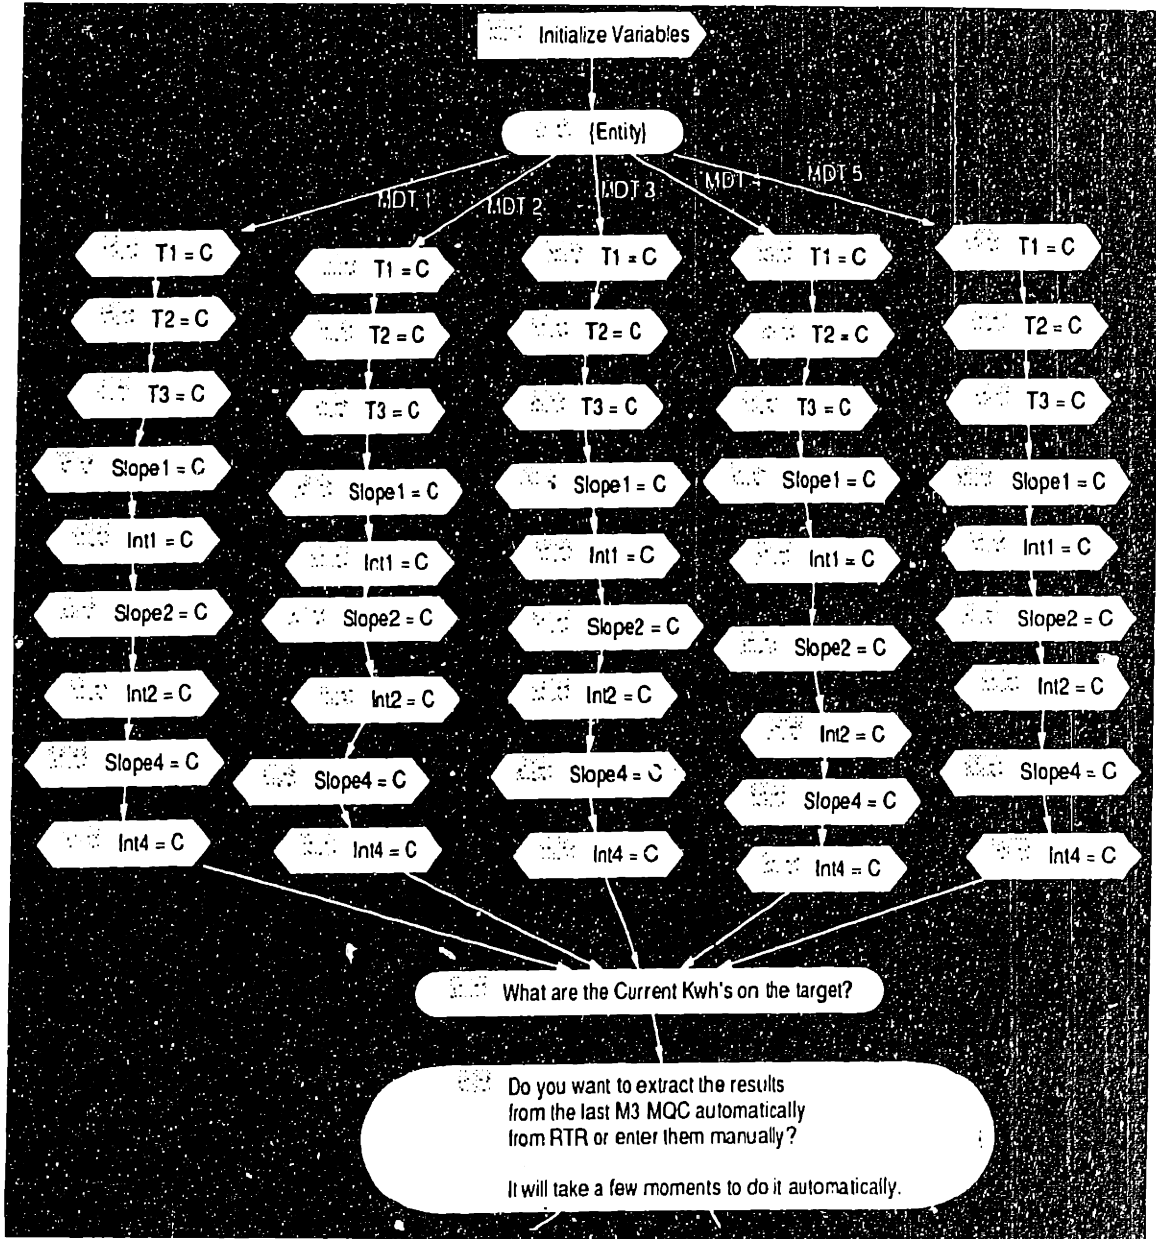 Initialize Variables
{Entity}
MDT 1
MDT 2
MDT 3
MDT 4
MDT 5
T1 = C
T2 = C
T3 = C
Slope1 = C
Int1 = C
Slope2 = C
Int2 = C
Slope4 = C
Int4 = C
T1 = C
T2 = C
T3 = C
Slope1 = C
Int1 = C
Slope2 = C
Int2 = C
Slope4 = C
Int4 = C
T1 = C
T2 = C
T3 = C
Slope1 = C
Int1 = C
Slope2 = C
Int2 = C
Slope4 = C
Int4 = C
T1 = C
T2 = C
T3 = C
Slope1 = C
Int1 = C
Slope2 = C
Int2 = C
Slope4 = C
Int4 = C
T1 = C
T2 = C
T3 = C
Slope1 = C
Int1 = C
Slope2 = C
Int2 = C
Slope4 = C
Int4 = C
What are the Current Kwh's on the target?
Do you want to extract the results
from the last M3 MQC automatically
from RTR or enter them manually?
It will take a few moments to do it automatically.